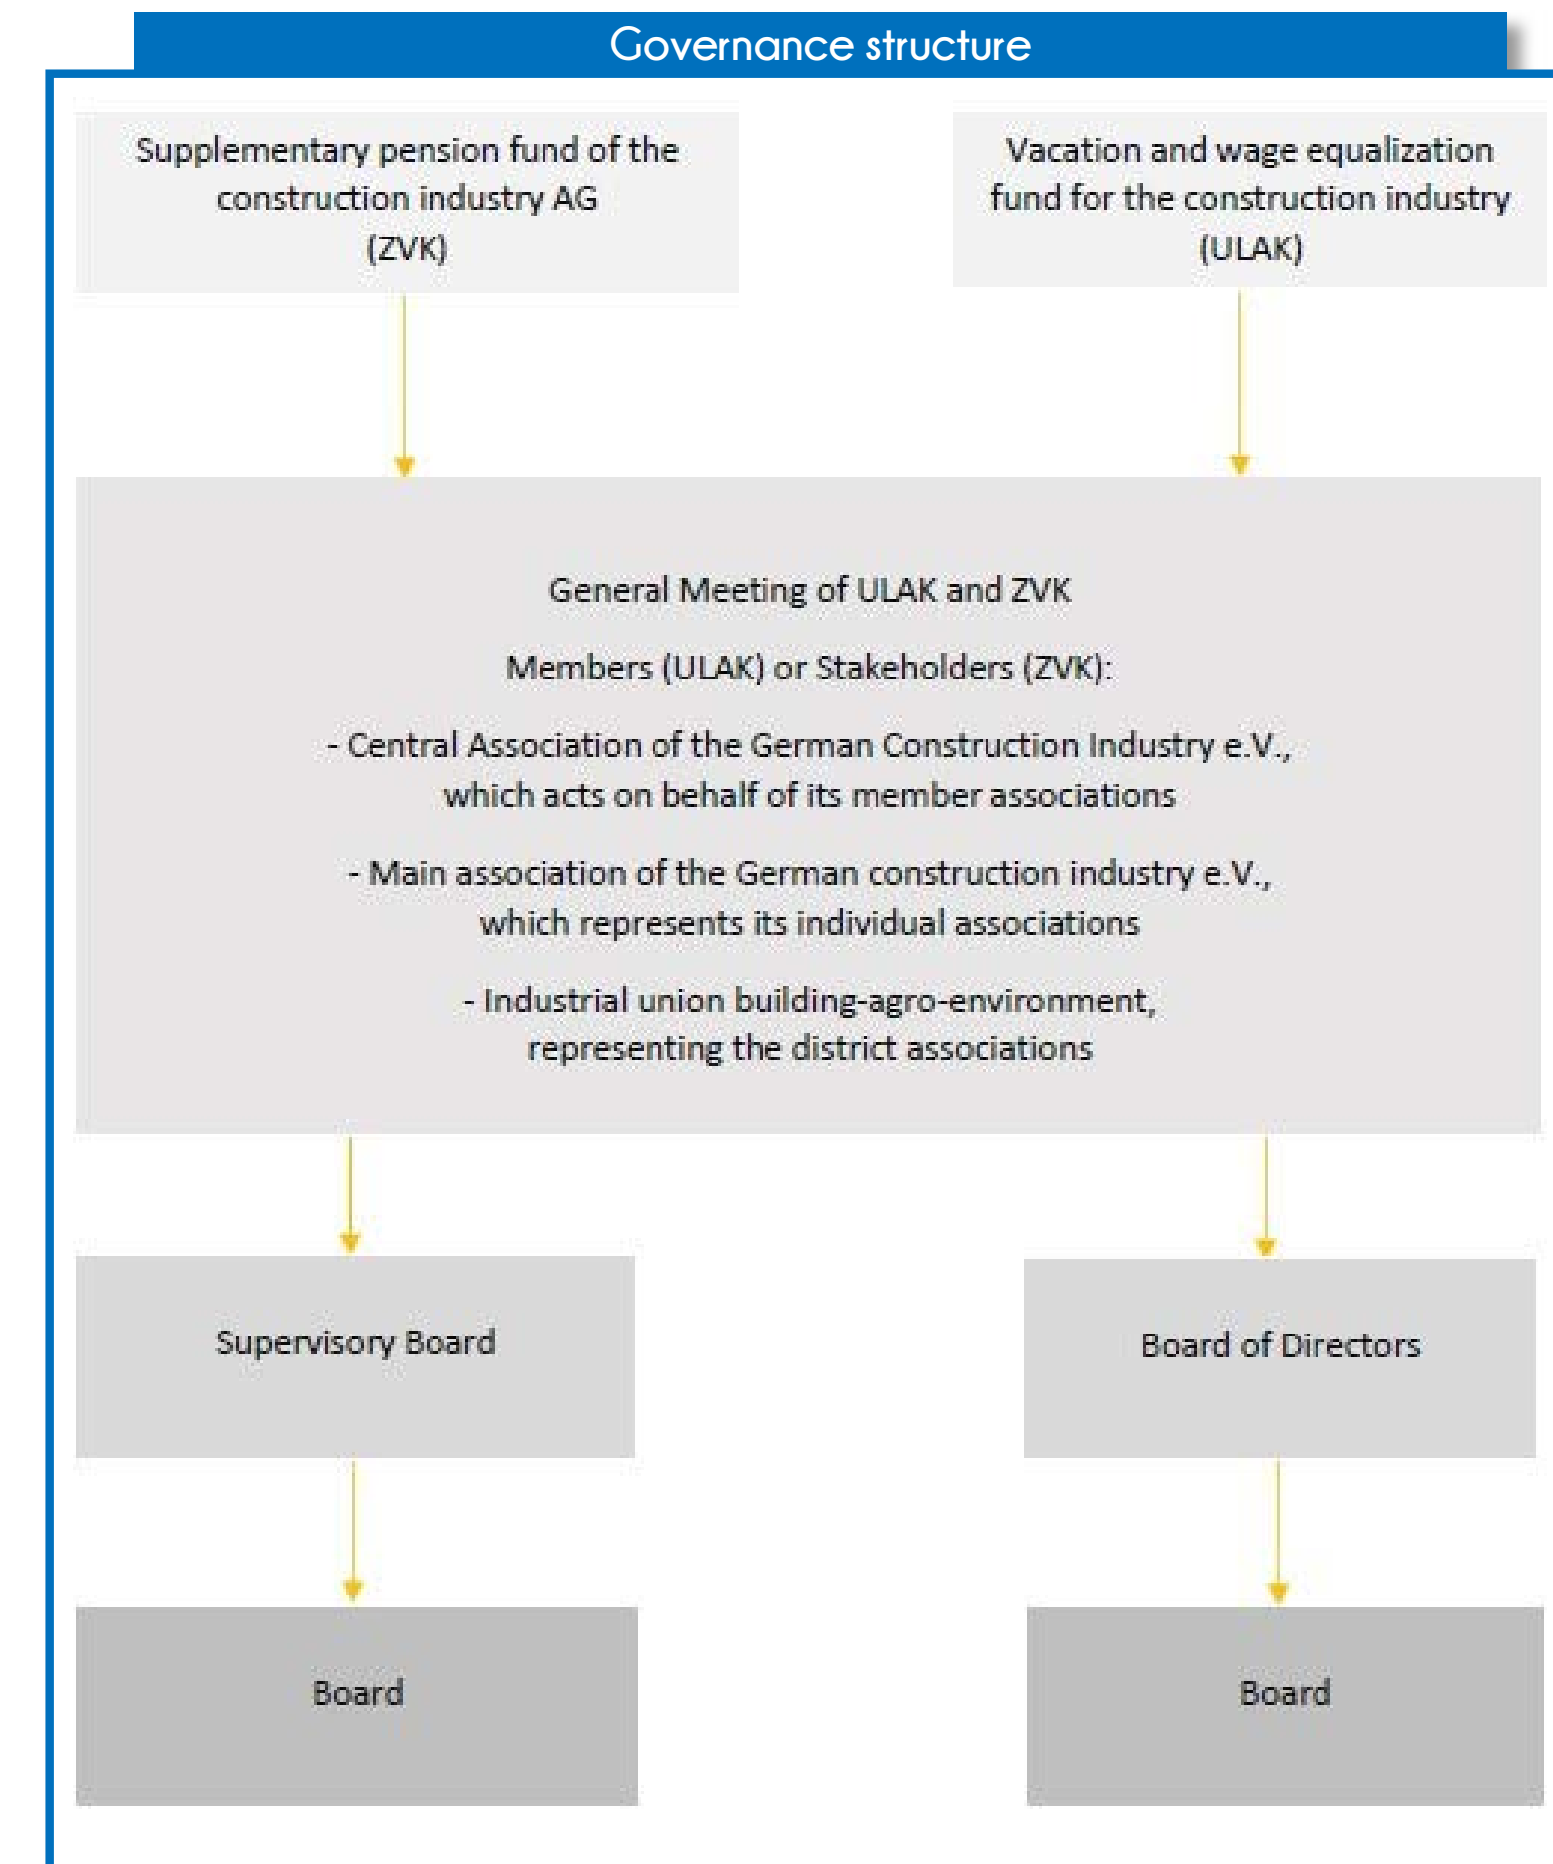 Governance structure
Supplementary pension fund of the
construction industry AG
(ZVK)
Vacation and wage equalization
fund for the construction industry
(ULAK)
General Meeting of ULAK and ZVK
Members (ULAK) or Stakeholders (ZVK):
- Central Association of the German Construction Industry e.V.,
which acts on behalf of its member associations
- Main association of the German construction industry e.V.,
which represents its individual associations
- Industrial union building-agro-environment,
representing the district associations
Supervisory Board
Board of Directors
Board
Board